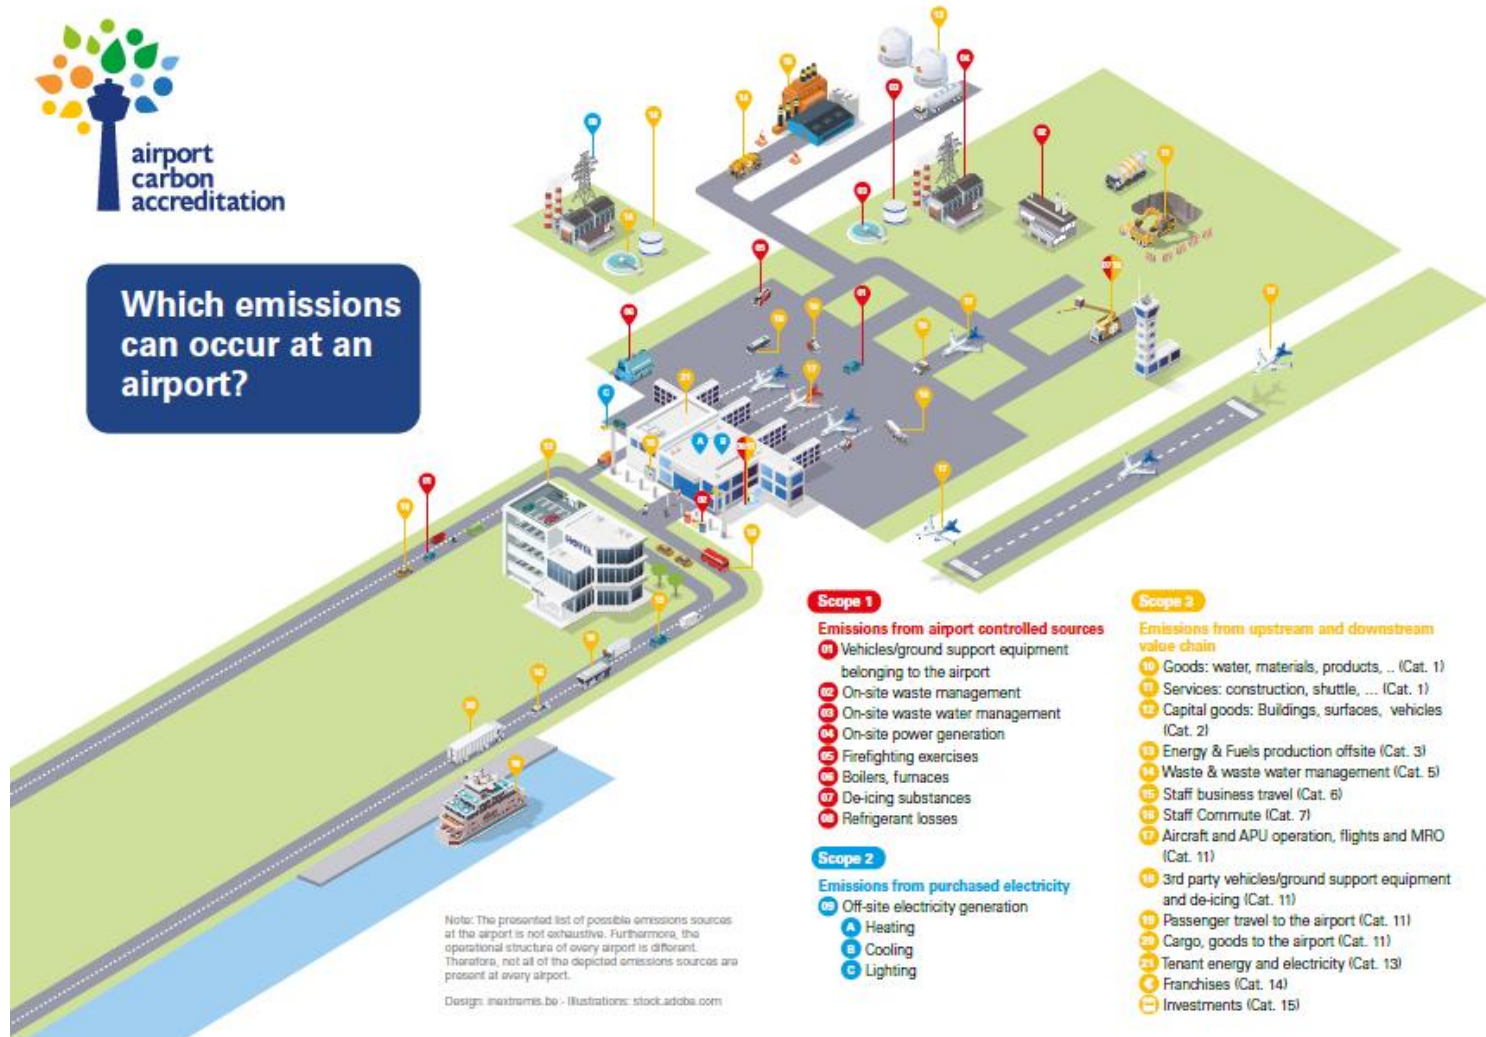 airport
carbon
accreditation
Which emissions
can occur at an
airport?
HOTEL
Scope 1
Emissions from airport controlled sources
01 Vehicles/ground support equipment
belonging to the airport
02 On-site waste management
03 On-site waste water management
04 On-site power generation
05 Firefighting exercises
06 Boilers, furnaces
07 De-icing substances
08 Refrigerant losses
Scope 2
Emissions from purchased electricity
09 Off-site electricity generation
A Heating
B Cooling
C Lighting
Scope 3
Emissions from upstream and downstream
value chain
10 Goods: water, materials, products, .. (Cat. 1)
11 Services: construction, shuttle, ... (Cat. 1)
12 Capital goods: Buildings, surfaces, vehicles
(Cat. 2)
13 Energy & Fuels production offsite (Cat. 3)
14 Waste & waste water management (Cat. 5)
15 Staff business travel (Cat. 6)
16 Staff Commute (Cat. 7)
17 Aircraft and APU operation, flights and MRO
(Cat. 11)
18 3rd party vehicles/ground support equipment
and de-icing (Cat. 11)
19 Passenger travel to the airport (Cat. 11)
20 Cargo, goods to the airport (Cat. 11)
21 Tenant energy and electricity (Cat. 13)
Franchises (Cat. 14)
Investments (Cat. 15)
Note: The presented list of possible emissions sources
at the airport is not exhaustive. Furthermore, the
operational structure of every airport is different.
Therefore, not all of the depicted emissions sources are
present at every airport.
Design: inextremis.be - Illustrations: stock.adobe.com